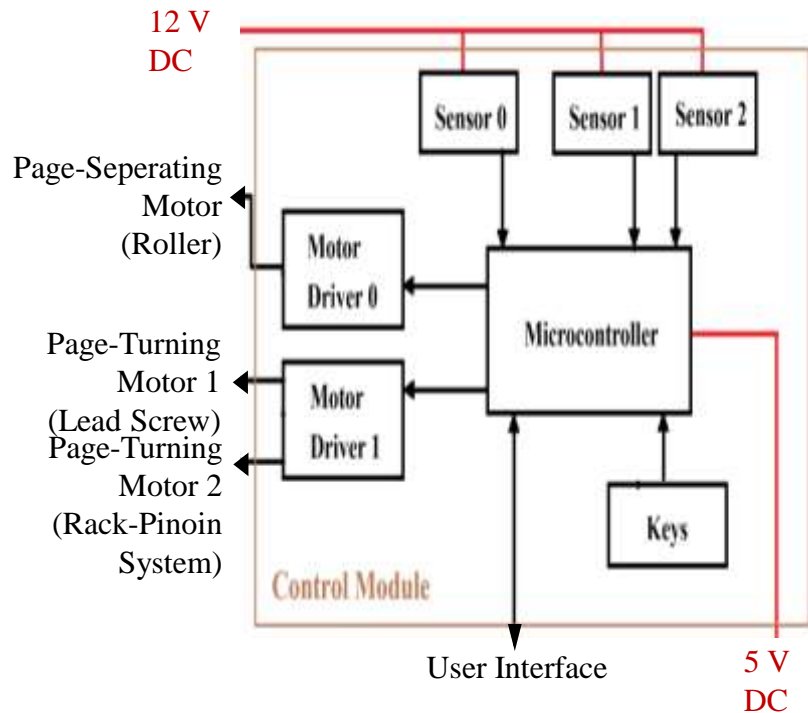 12 V
DC
Sensor 0
Sensor 1
Sensor 2
Page-Seperating
Motor
(Roller)
Motor
Driver 0
Microcontroller
Page-Turning
Motor 1
(Lead Screw)
Motor
Driver 1
Page-Turning
Motor 2
(Rack-Pinoin
System)
Keys
Control Module
User Interface
5 V
DC